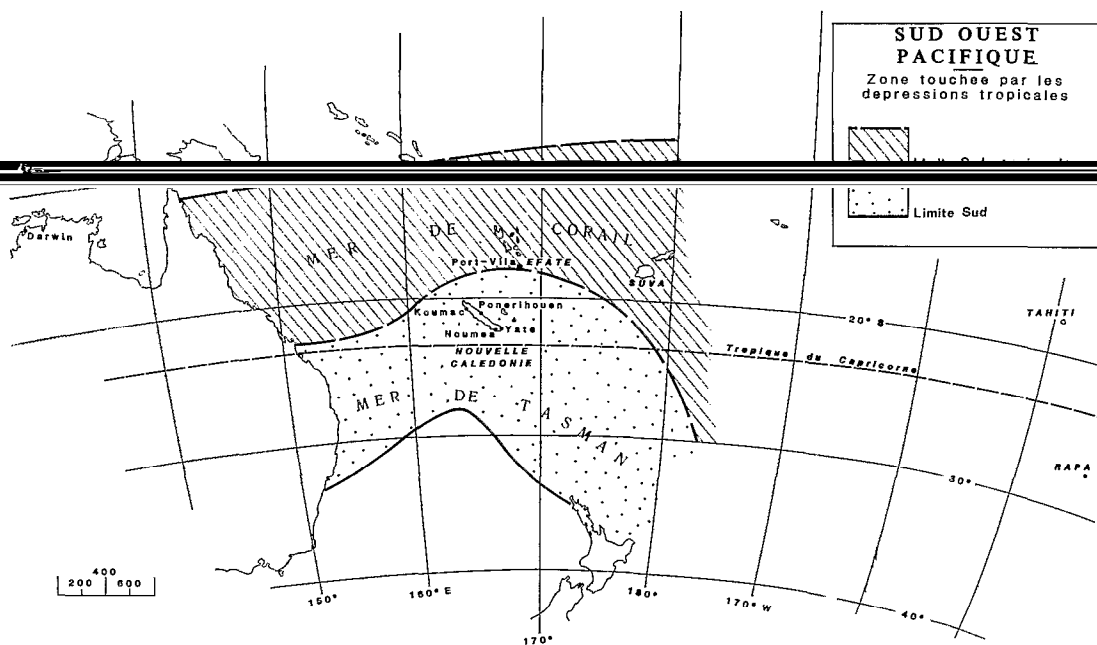 SUD OUEST
PACIFIQUE
Zone touchee par les
depressions tropicales
Limite Sud
Darwin
MER DE CORAIL
Port-Vila EFATE
SUVA
Koumac
Ponerihouen
Noumea
Yate
NOUVELLE
CALEDONIE
20° S
TAHITI
Tropique du Capricorne
MER DE TASMAN
30°
RAPA
400
200 600
150°
160° E
170°
180°
170° W
40°